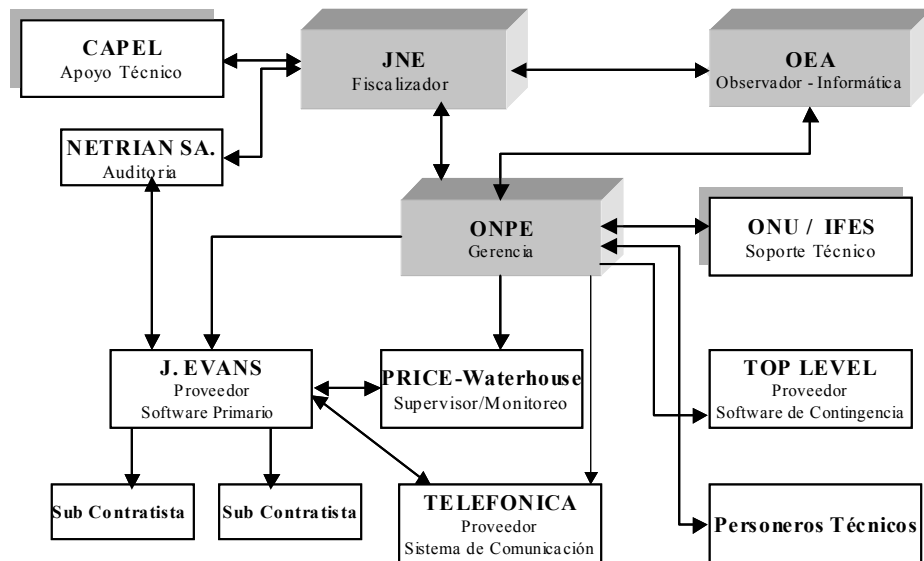 CAPEL
Apoyo Técnico
JNE
Fiscalizador
OEA
Observador - Informática
NETRIAN SA.
Auditoria
ONPE
Gerencia
ONU / IFES
Soporte Técnico
J. EVANS
Proveedor
Software Primario
PRICE-Waterhouse
Supervisor/Monitoreo
TOP LEVEL
Proveedor
Software de Contingencia
Sub Contratista
Sub Contratista
TELEFONICA
Proveedor
Sistema de Comunicación
Personeros Técnicos